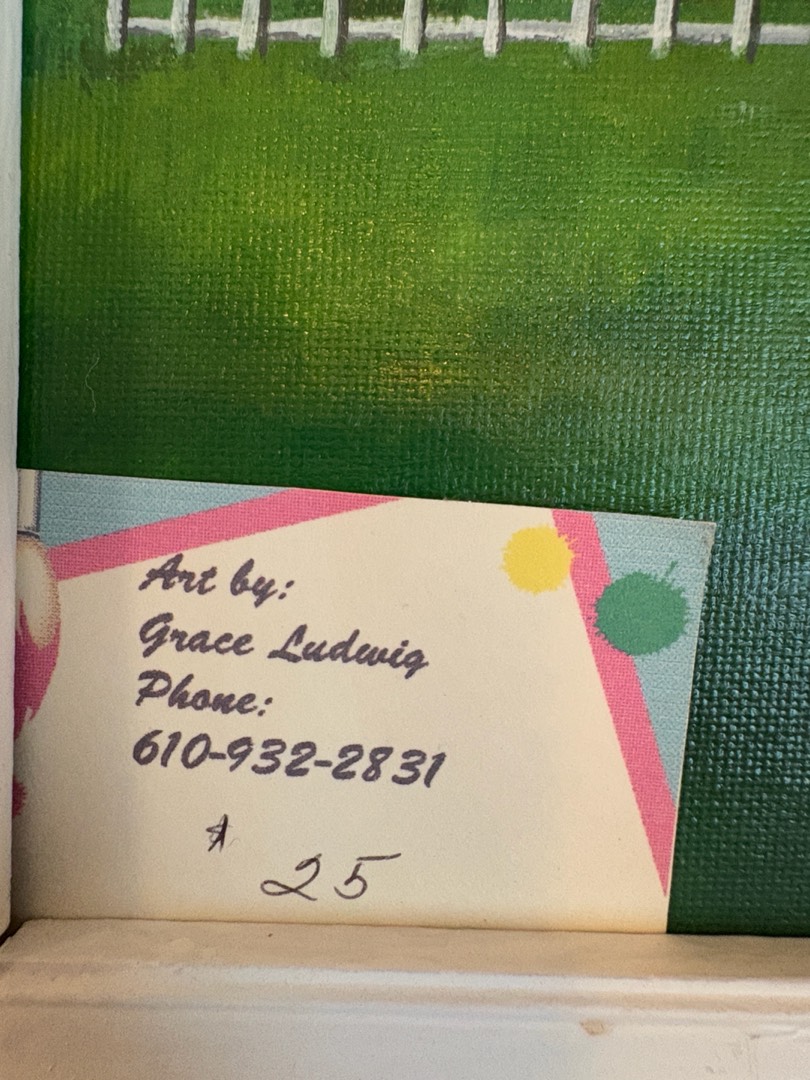 Art by:
Grace Ludwig
Phone:
610-932-2831
$
25